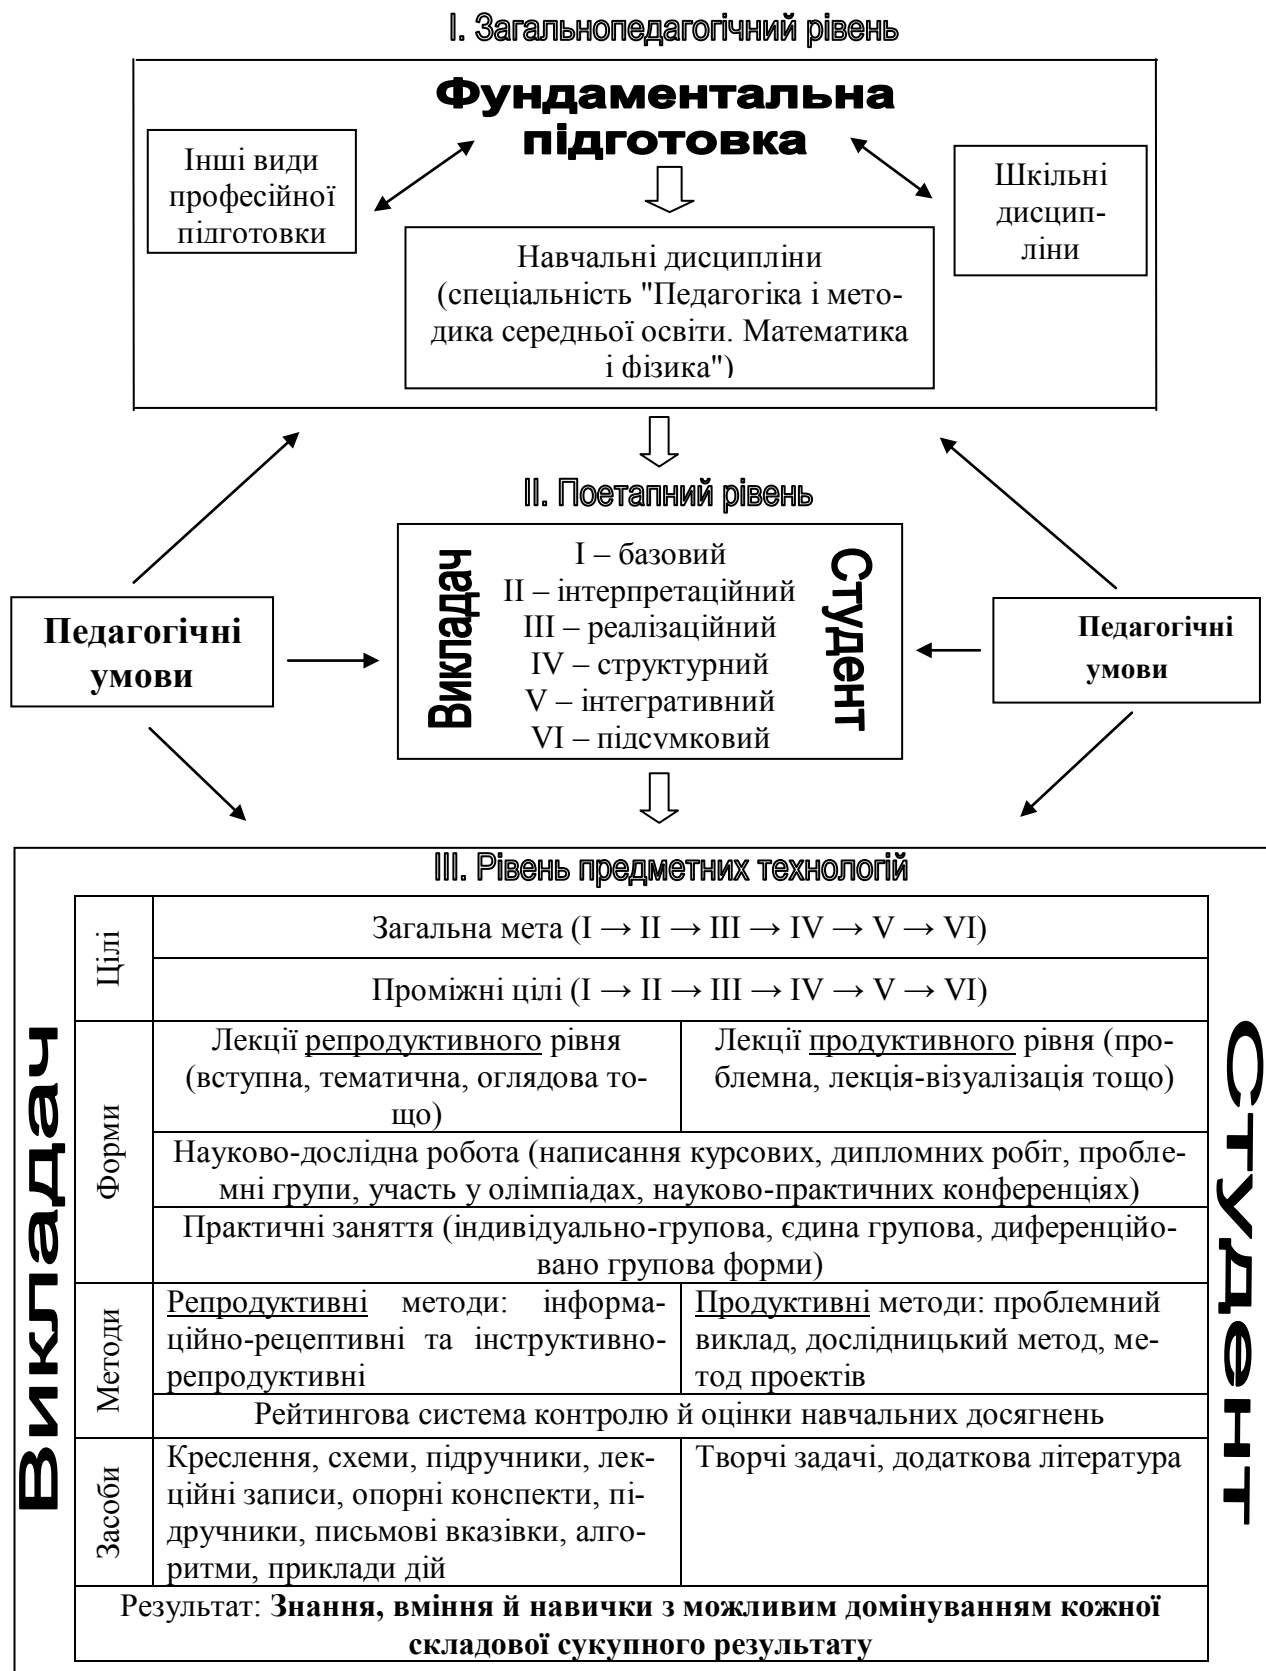 І. Загальнопедагогічний рівень
Фундаментальна
підготовка
Інші види
професійної
підготовки
Шкільні
дисцип-
ліни
Навчальні дисципліни
(спеціальність "Педагогіка і мето-
дика середньої освіти. Математика
і фізика")
ІІ. Поетапний рівень
Викладач
І – базовий
ІІ – інтерпретаційний
ІІІ – реалізаційний
IV – структурний
V – інтегративний
VI – підсумковий
Студент
Педагогічні
умови
Педагогічні
умови
ІІІ. Рівень предметних технологій
Викладач
Цілі
Загальна мета (І → ІІ → ІІІ → IV → V → VI)
Проміжні цілі (І → ІІ → ІІІ → IV → V → VI)
Форми
Лекції репродуктивного рівня
(вступна, тематична, оглядова то-
що)
Лекції продуктивного рівня (про-
блемна, лекція-візуалізація тощо)
Науково-дослідна робота (написання курсових, дипломних робіт, пробле-
мні групи, участь у олімпіадах, науково-практичних конференціях)
Практичні заняття (індивідуально-групова, єдина групова, диференційо-
вано групова форми)
Методи
Репродуктивні методи: інформа-
ційно-рецептивні та інструктивно-
репродуктивні
Продуктивні методи: проблемний
виклад, дослідницький метод, ме-
тод проектів
Рейтингова система контролю й оцінки навчальних досягнень
Засоби
Креслення, схеми, підручники, лек-
ційні записи, опорні конспекти, пі-
дручники, письмові вказівки, алго-
ритми, приклади дій
Творчі задачі, додаткова література
Результат: Знання, вміння й навички з можливим домінуванням кожної
складової сукупного результату
Студент